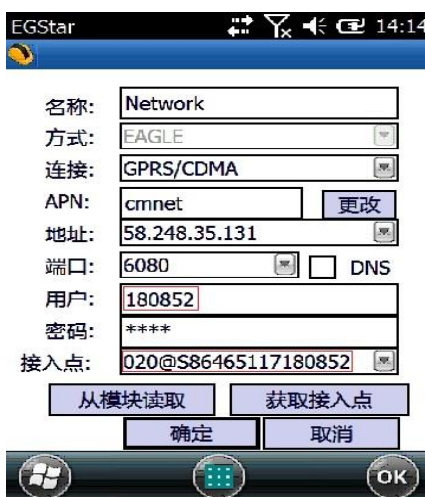 EGStar 14:14
名称: Network
方式: EAGLE
连接: GPRS/CDMA
APN: cmnet 更改
地址: 58.248.35.131
端口: 6080 DNS
用户: 180852
密码: ****
接入点: 020@S86465117180852
从模块读取 获取接入点
确定 取消
OK